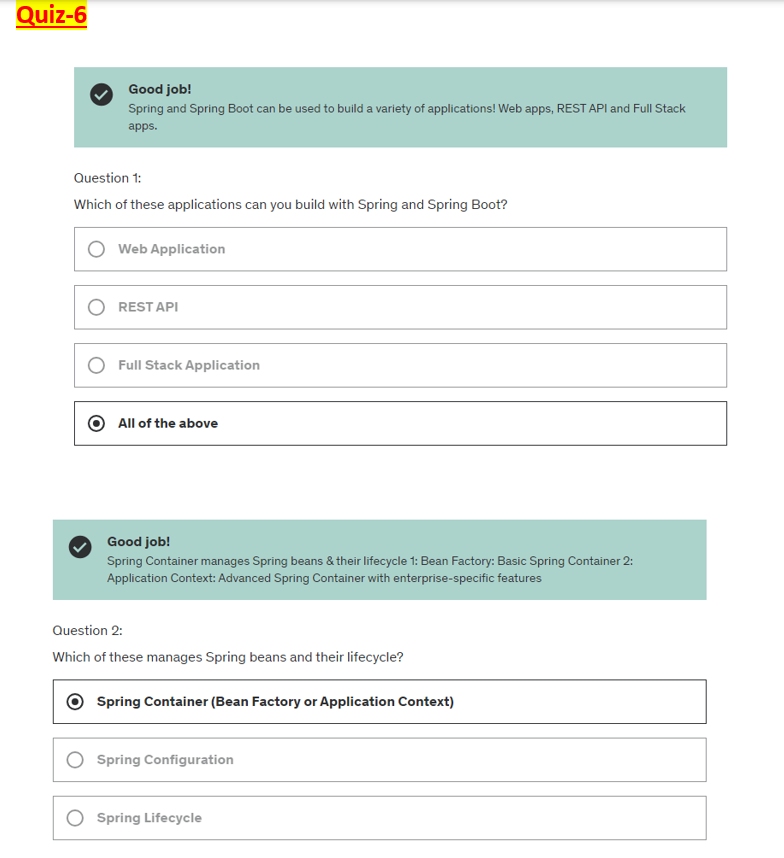 Quiz-6
Good job!
Spring and Spring Boot can be used to build a variety of applications! Web apps, REST API and Full Stack
apps.
Question 1:
Which of these applications can you build with Spring and Spring Boot?
Web Application
REST API
Full Stack Application
All of the above
Good job!
Spring Container manages Spring beans & their lifecycle 1: Bean Factory: Basic Spring Container 2:
Application Context: Advanced Spring Container with enterprise-specific features
Question 2:
Which of these manages Spring beans and their lifecycle?
Spring Container (Bean Factory or Application Context)
Spring Configuration
Spring Lifecycle